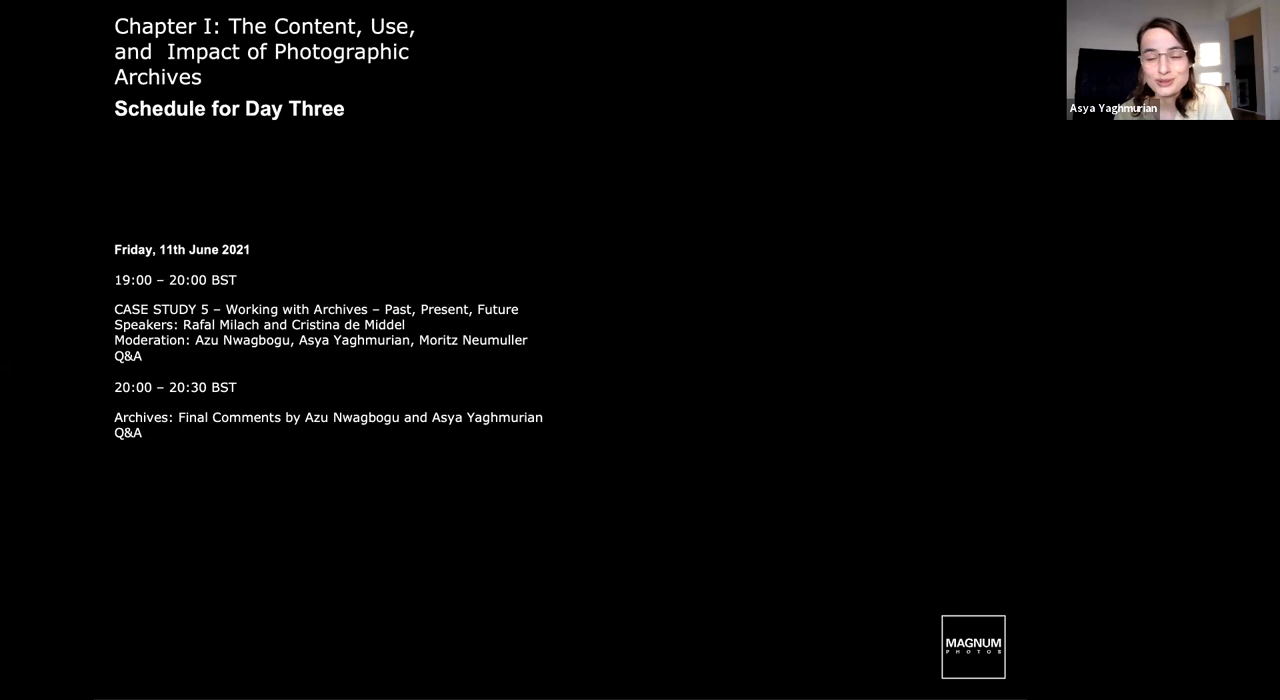 Chapter I: The Content, Use,
and  Impact of Photographic
Archives
Schedule for Day Three
Asya Yaghmurian
Friday, 11th June 2021
19:00 – 20:00 BST
CASE STUDY 5 – Working with Archives – Past, Present, Future
Speakers: Rafal Milach and Cristina de Middel
Moderation: Azu Nwagbogu, Asya Yaghmurian, Moritz Neumuller
Q&A
20:00 – 20:30 BST
Archives: Final Comments by Azu Nwagbogu and Asya Yaghmurian
Q&A
MAGNUM
PHOTOS